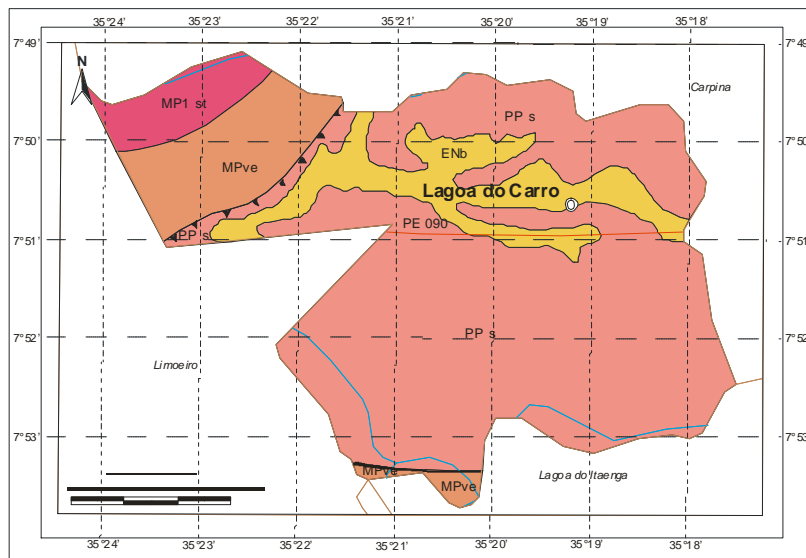 35°24' 35°23' 35°22' 35°21' 35°20' 35°19' 35°18'
7°49' 7°49'
N
Carpina
MP1 st
PP s
7°50' 7°50'
ENb
MPve
Lagoa do Carro
PE 090
PP s
7°51' 7°51'
PP s
7°52' 7°52'
Limoeiro
7°53' 7°53'
MPve
Lagoa do Itaenga
MPve
35°24' 35°23' 35°22' 35°21' 35°20' 35°19' 35°18'